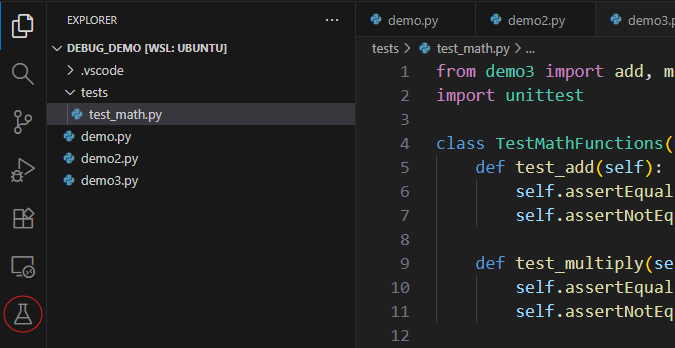 EXPLORER
DEBUG_DEMO [WSL: UBUNTU]
.vscode
tests
test_math.py
demo.py
demo2.py
demo3.py
demo.py demo2.py demo3.p
tests > test_math.py > ...
1 from demo3 import add, m
2 import unittest
3
4 class TestMathFunctions(
5 def test_add(self):
6 self.assertEqual
7 self.assertNotEq
8
9 def test_multiply(se
10 self.assertEqual
11 self.assertNotEq
12